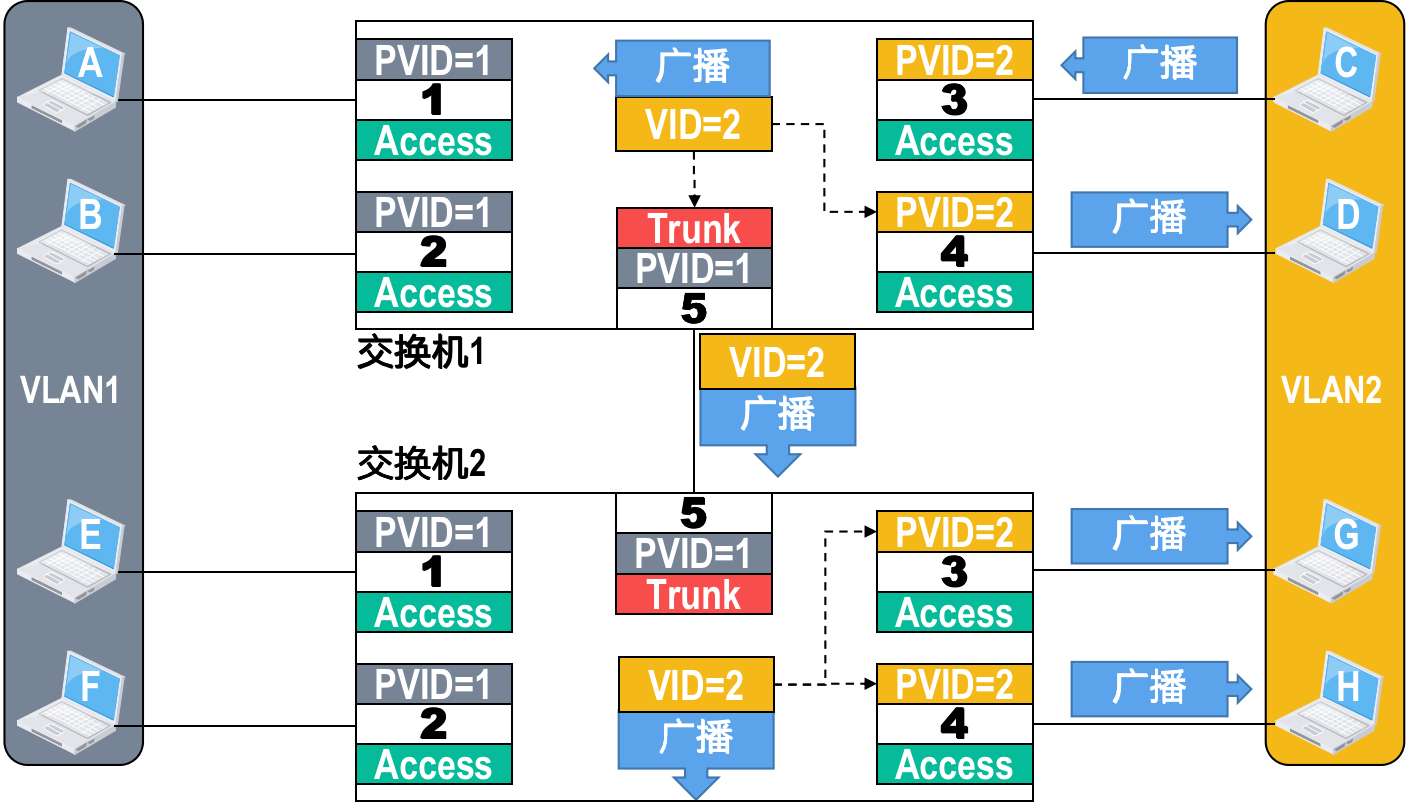 A
PVID=1
1
Access
广播
VID=2
PVID=2
3
Access
广播
C
B
PVID=1
2
Access
Trunk
PVID=1
5
PVID=2
4
Access
广播
D
交换机1
VID=2
广播
VLAN1
VLAN2
交换机2
E
PVID=1
1
Access
5
PVID=1
Trunk
PVID=2
3
Access
广播
G
F
PVID=1
2
Access
VID=2
广播
PVID=2
4
Access
广播
H